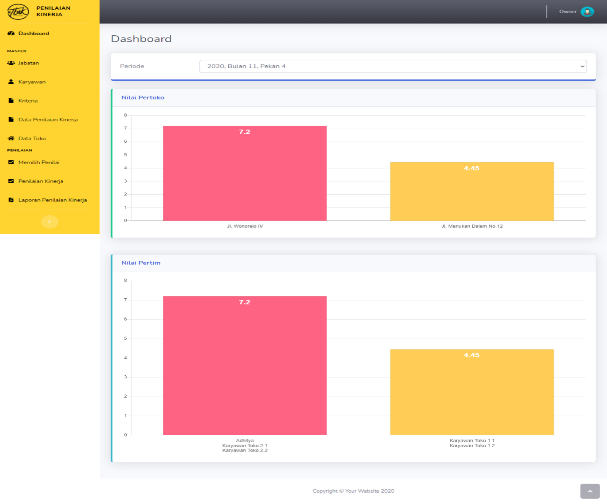 PENILAIAN
KINERJA
Dashboard
MASTER
Jabatan
Karyawan
Kriteria
Data Penilaian Kinerja
Data Toko
PENILAIAN
Memilih Penilai
Penilaian Kinerja
Laporan Penilaian Kinerja
Owner
Dashboard
Periode
2020, Bulan 11, Pekan 4
Nilai Pertoko
8
7
6
5
4
3
2
1
0
7.2
4.45
Jl. Wonorejo IV
Jl. Manukan Dalam No 12
Nilai Pertim
8
7
6
5
4
3
2
1
0
7.2
4.45
Karyawan Toko 2.1
Karyawan Toko 2.2
Karyawan Toko 1.1
Karyawan Toko 1.2
Copyright © Your Website 2020